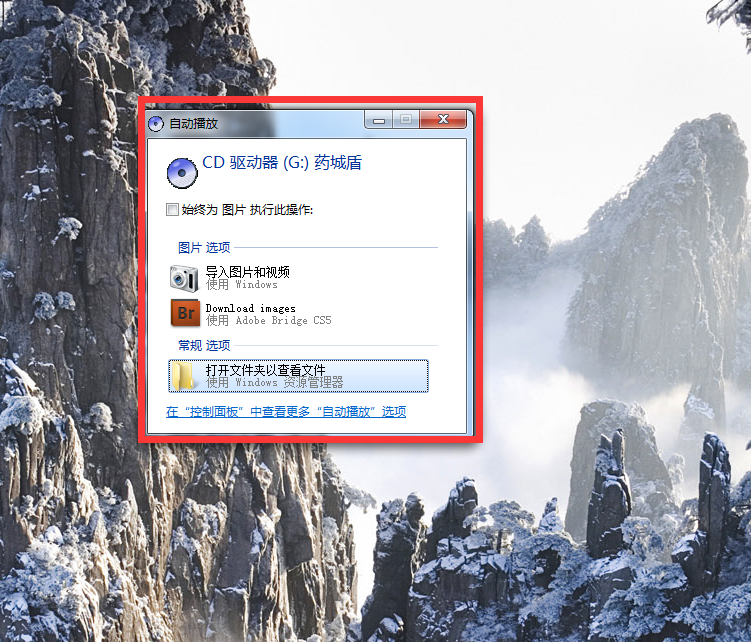 自动播放
CD 驱动器 (G:) 药城盾
始终为 图片 执行此操作:
图片 选项
导入图片和视频
使用 Windows
Br
Download images
使用 Adobe Bridge CS5
常规 选项
打开文件夹以查看文件
使用 Windows 资源管理器
在“控制面板”中查看更多“自动播放”选项